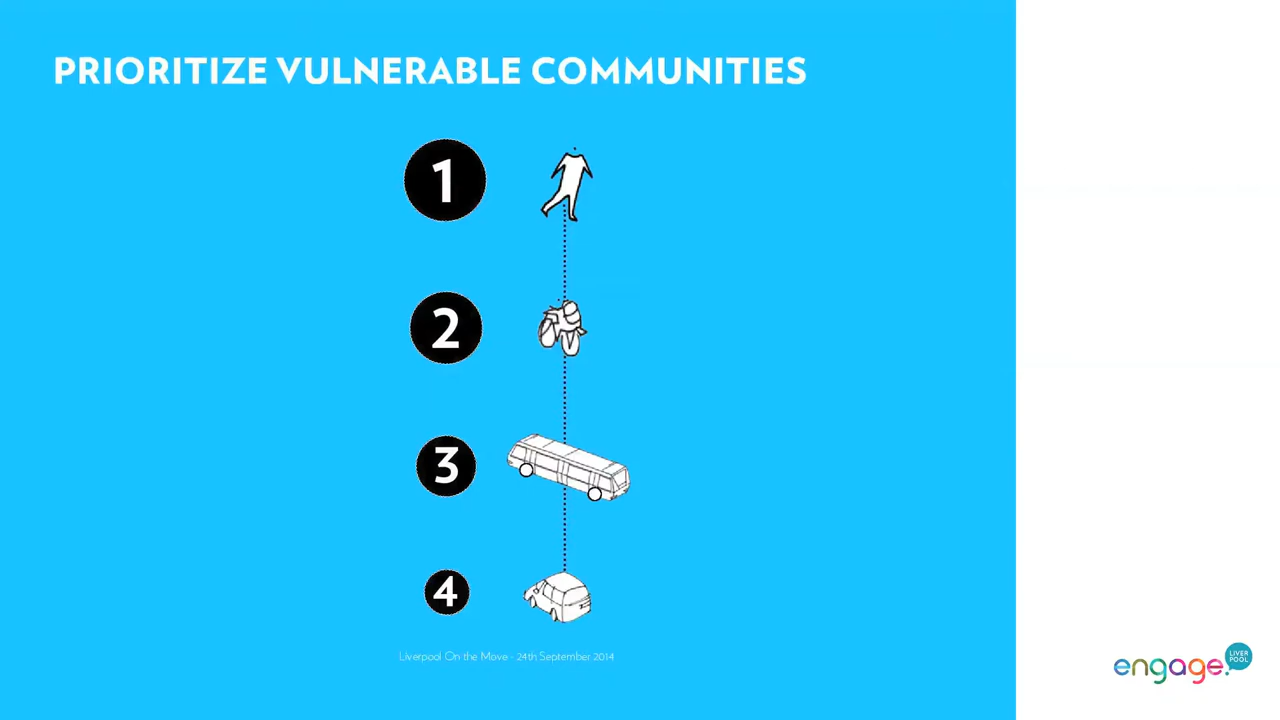 PRIORITIZE VULNERABLE COMMUNITIES
1
2
3
4
Liverpool On the Move - 24th September 2014
engage.
LIVER
POOL